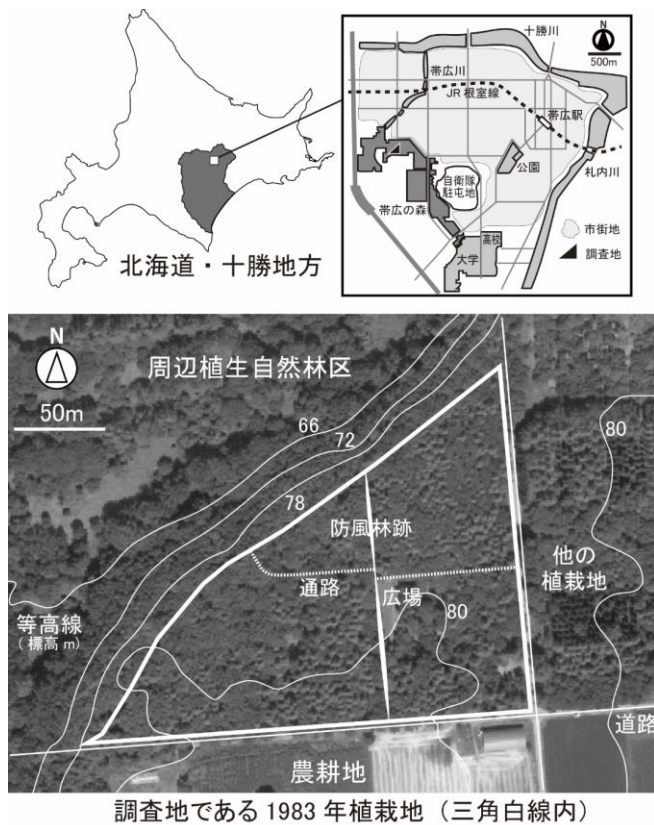 北海道・十勝地方
十勝川
N
500m
帯広川
JR根室線
帯広駅
札内川
公園
自衛隊
駐屯地
帯広の森
高校
大学
市街地
調査地
N
50m
周辺植生自然林区
66
72
78
80
防風林跡
他の
植栽地
通路
広場
80
等高線
(標高 m)
道路
農耕地
調査地である 1983 年植栽地（三角白線内）